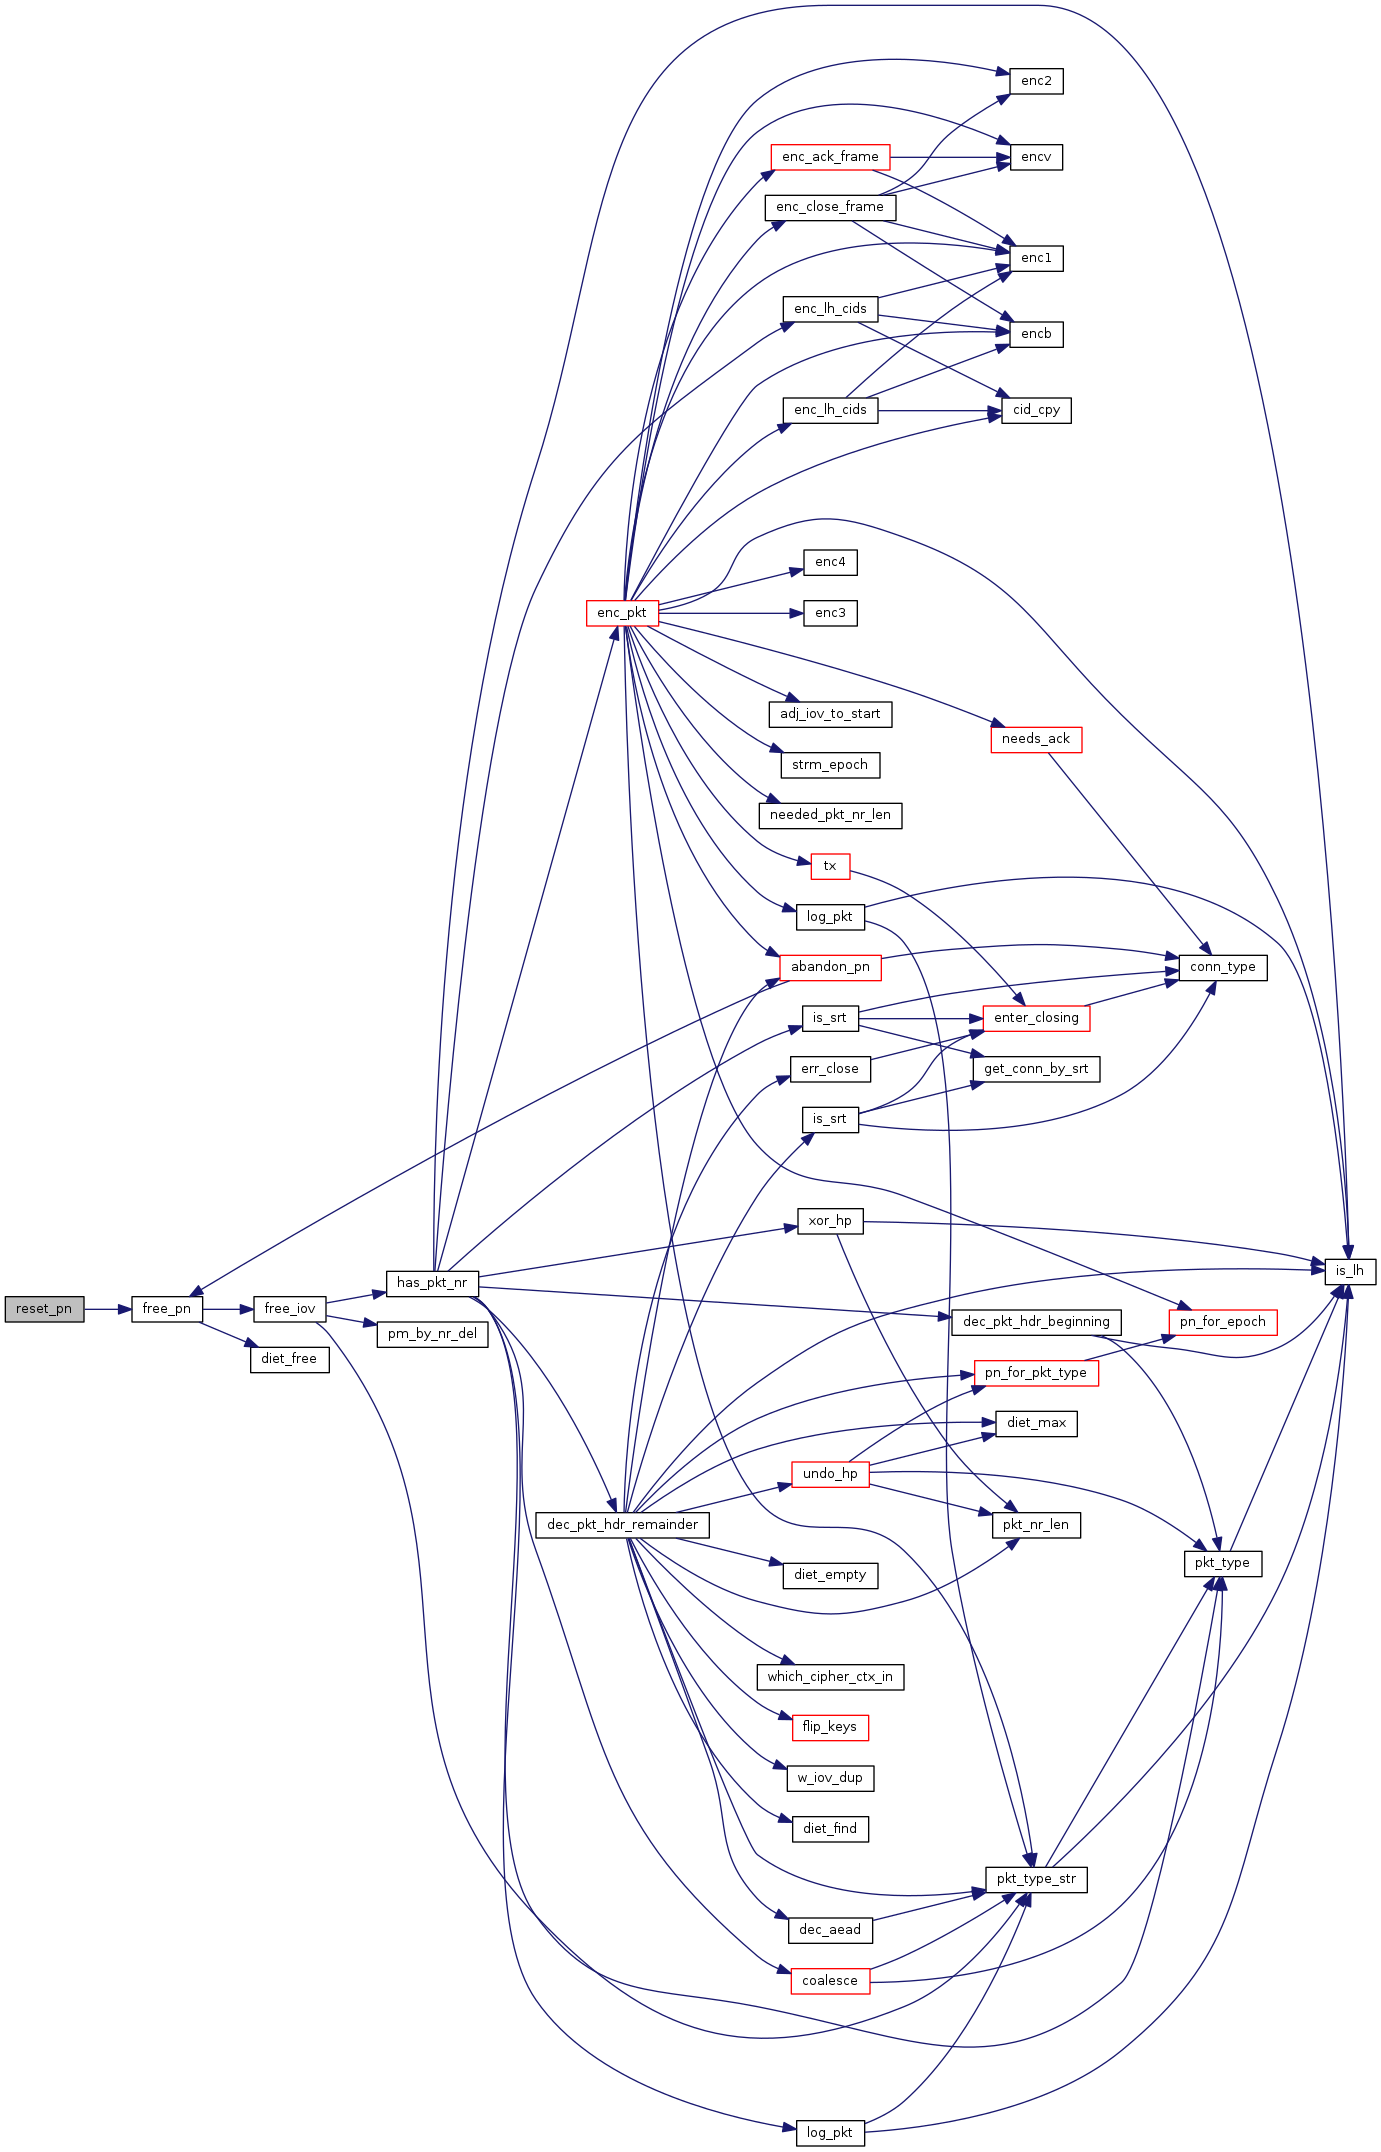 enc2
enc_ack_frame
encv
enc_close_frame
enc1
enc_lh_cids
encb
enc_lh_cids
cid_cpy
enc4
enc_pkt
enc3
adj_iov_to_start
needs_ack
strm_epoch
needed_pkt_nr_len
tx
log_pkt
abandon_pn
conn_type
is_srt
enter_closing
err_close
get_conn_by_srt
is_srt
xor_hp
is_lh
has_pkt_nr
reset_pn
free_pn
free_iov
dec_pkt_hdr_beginning
pn_for_epoch
pm_by_nr_del
diet_free
pn_for_pkt_type
diet_max
undo_hp
dec_pkt_hdr_remainder
pkt_nr_len
pkt_type
diet_empty
which_cipher_ctx_in
flip_keys
w_iov_dup
diet_find
pkt_type_str
dec_aead
coalesce
log_pkt